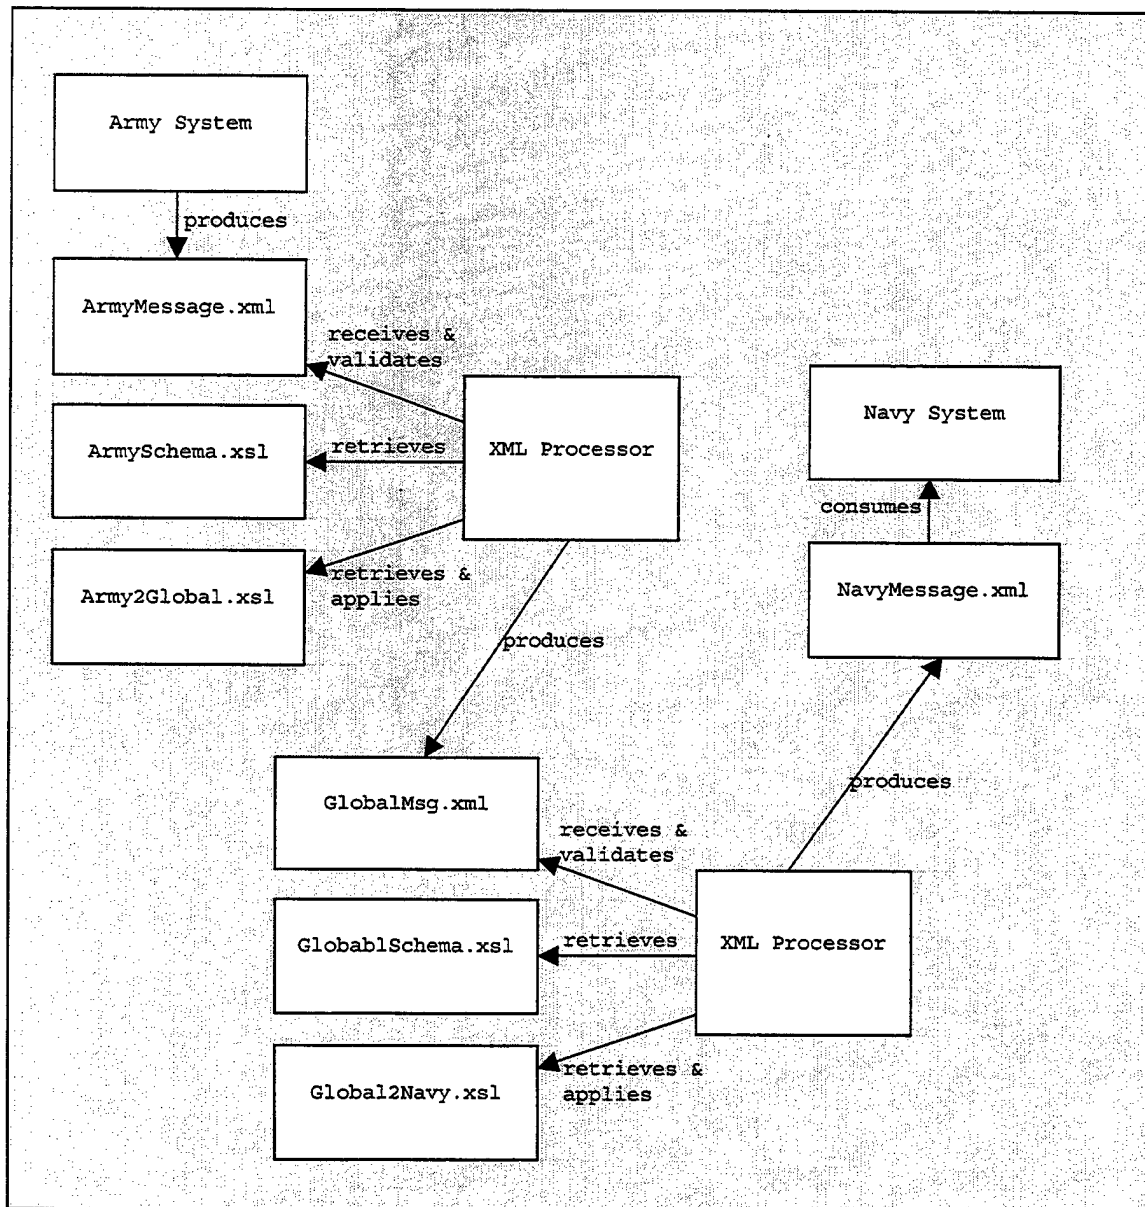 Army System
produces
ArmyMessage.xml
receives &
validates
ArmySchema.xsl
retrieves
XML Processor
Army2Global.xsl
retrieves &
applies
produces
Navy System
consumes
NavyMessage.xml
produces
GlobalMsg.xml
receives &
validates
GlobablSchema.xsl
retrieves
XML Processor
Global2Navy.xsl
retrieves &
applies